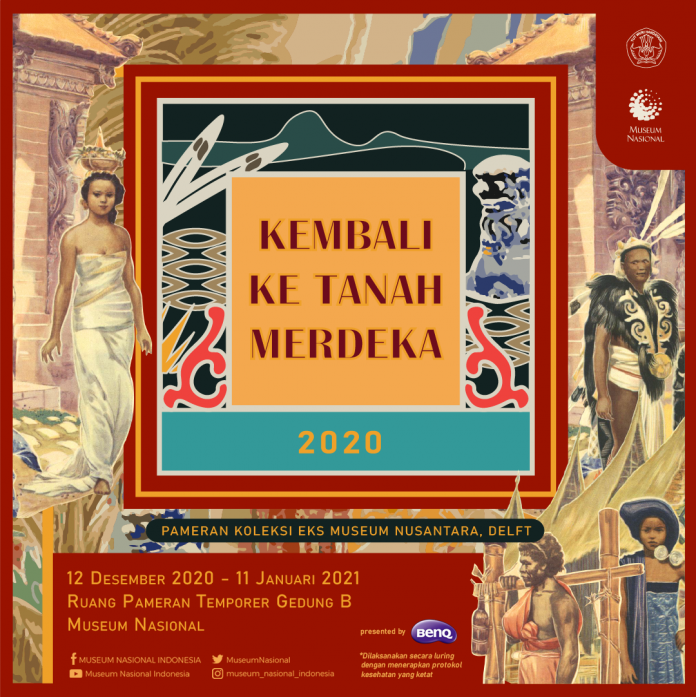 MUSEUM
NASIONAL
KEMBALI
KE TANAH
MERDEKA
2020
PAMERAN KOLEKSI EKS MUSEUM NUSANTARA, DELFT
12 DESEMBER 2020 - 11 JANUARI 2021
RUANG PAMERAN TEMPORER GEDUNG B
MUSEUM NASIONAL
presented by BenQ
*Dilaksanakan secara luring
dengan menerapkan protokol
kesehatan yang ketat
MUSEUM NASIONAL INDONESIA
MuseumNasional
Museum Nasional Indonesia
museum_nasional_indonesia